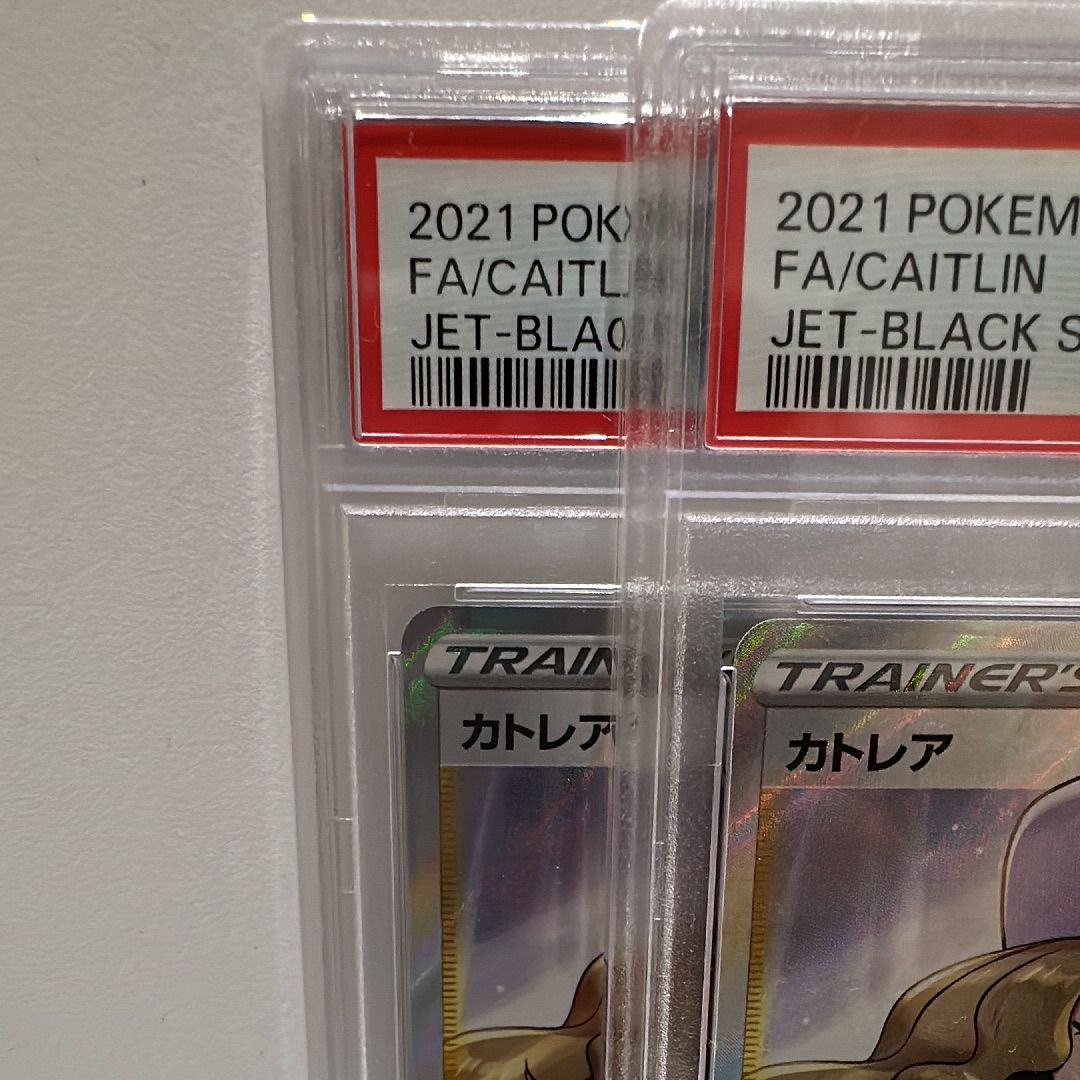 2021 POK
FA/CAITL
JET-BLAC
2021 POKEM
FA/CAITLIN
JET-BLACK S
TRAIN
カトレア
TRAINER'S
カトレア